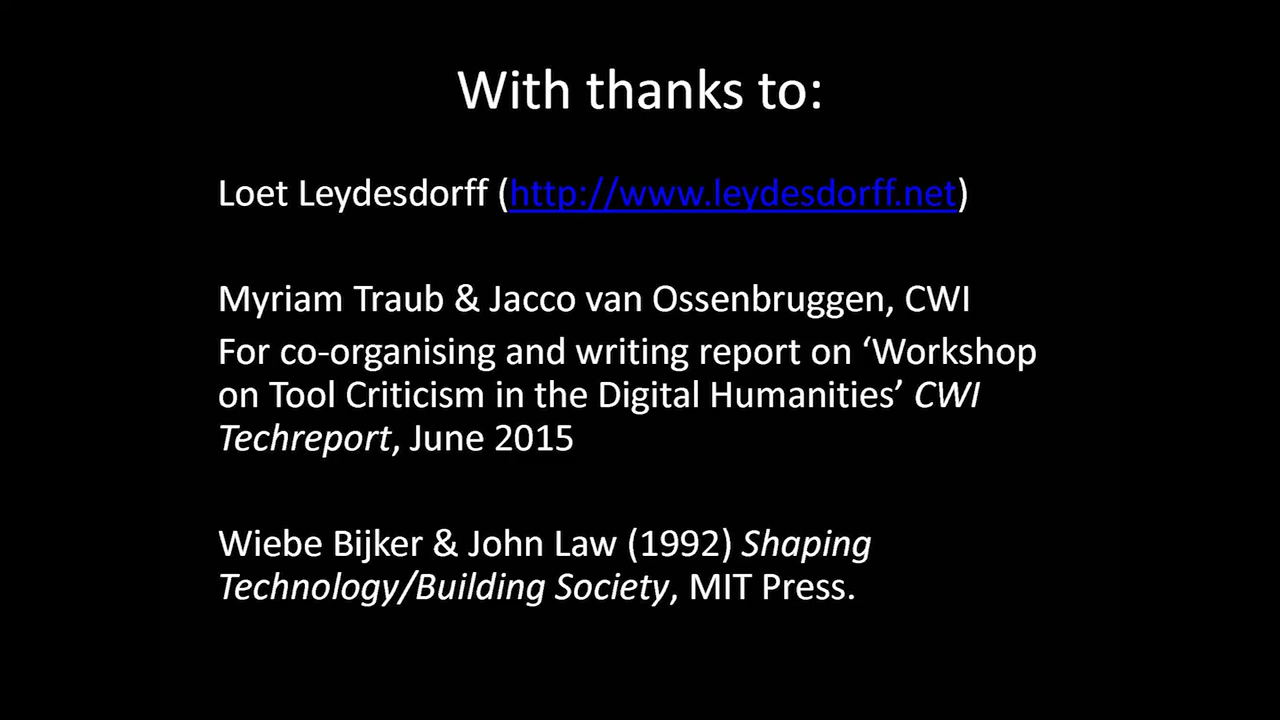 With thanks to:
Loet Leydesdorff (http://www.leydesdorff.net)
Myriam Traub & Jacco van Ossenbruggen, CWI
For co-organising and writing report on ‘Workshop
on Tool Criticism in the Digital Humanities’ CWI
Techreport, June 2015
Wiebe Bijker & John Law (1992) Shaping
Technology/Building Society, MIT Press.